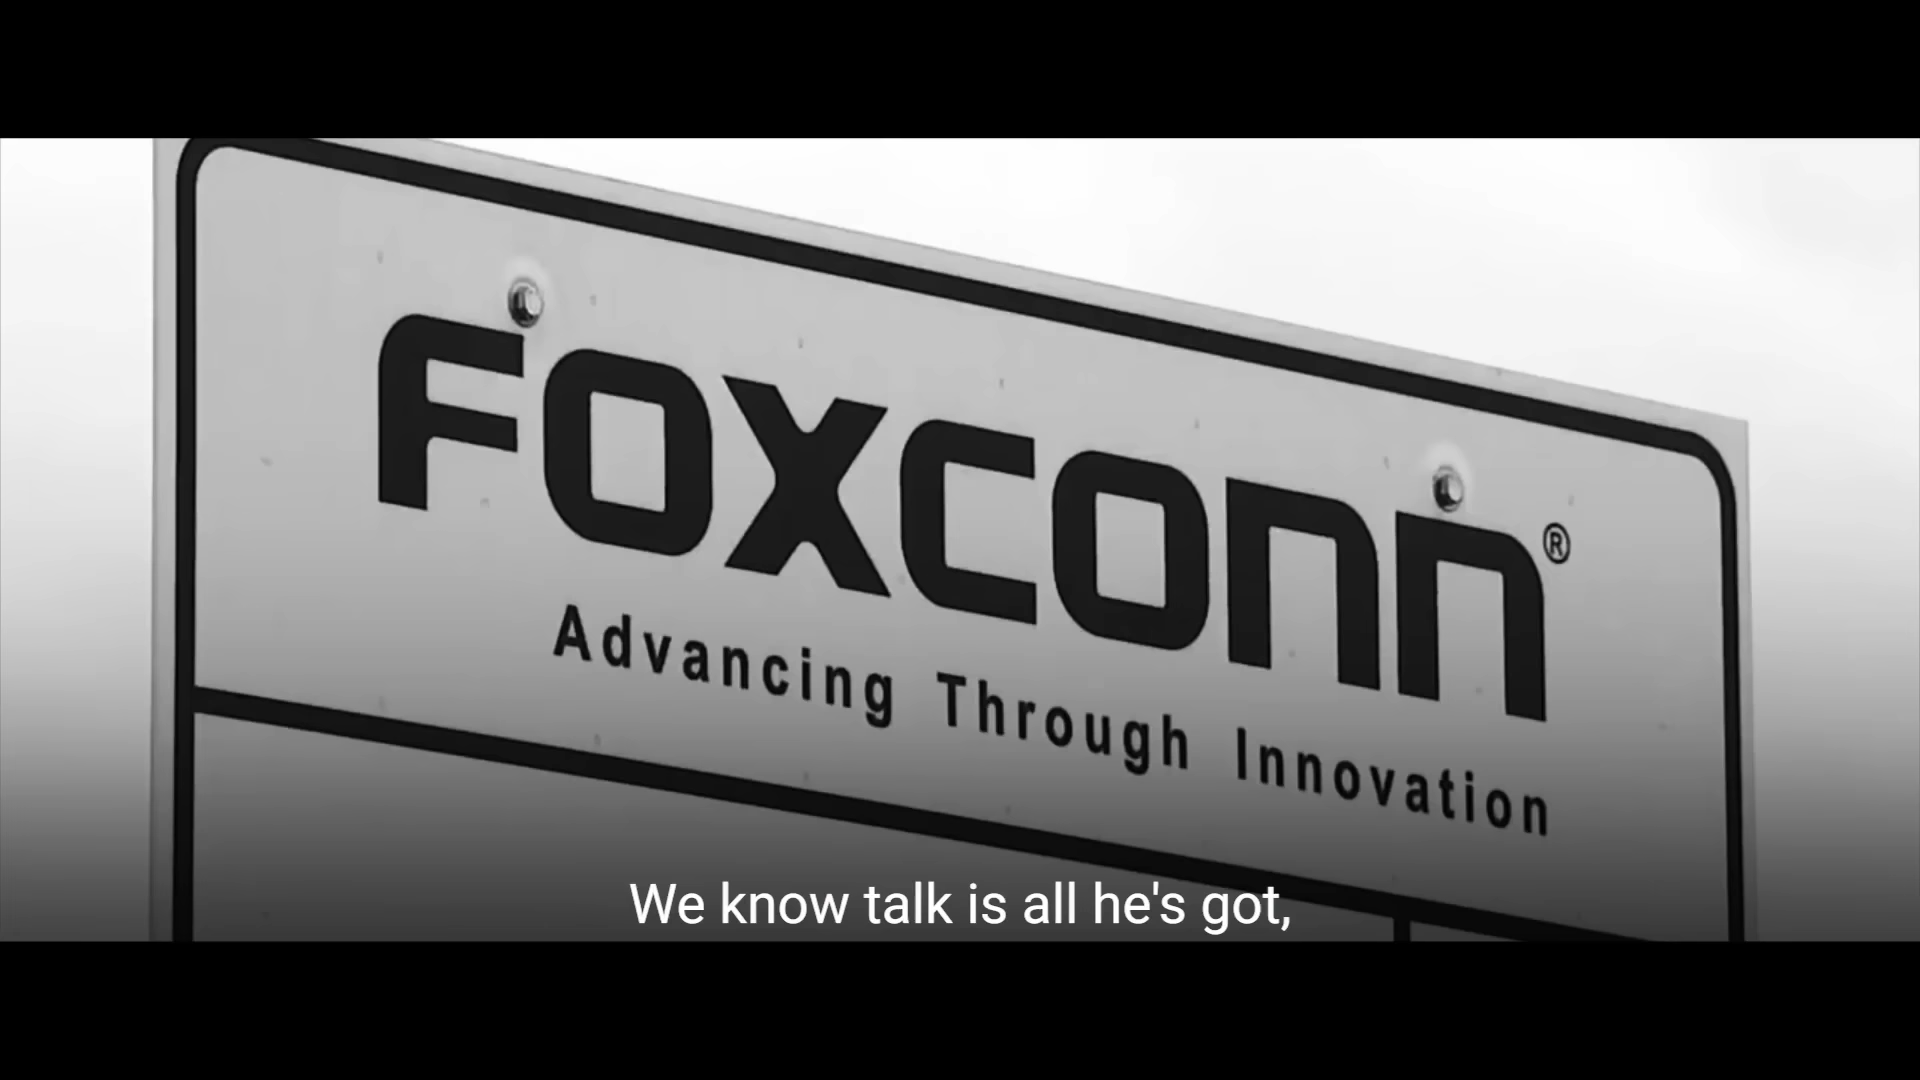 FOXCONN®
Advancing Through Innovation
We know talk is all he's got,